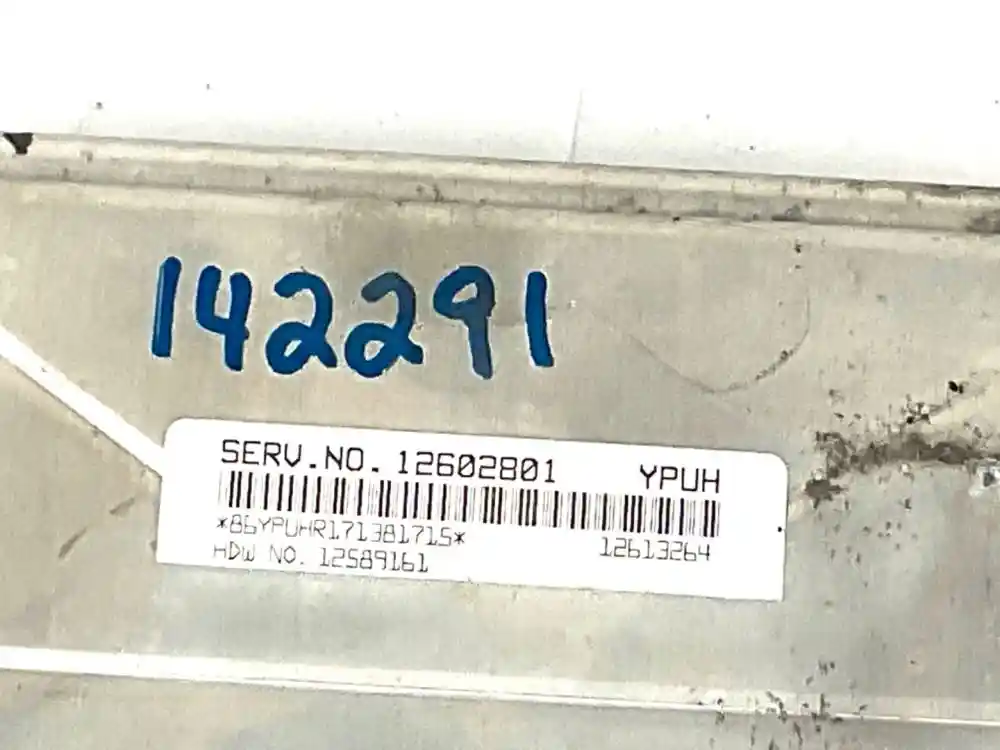 142291
SERV.NO. 12602801 YPUH
*86YPUHR171381715* 12613264
HDW NO. 12589161